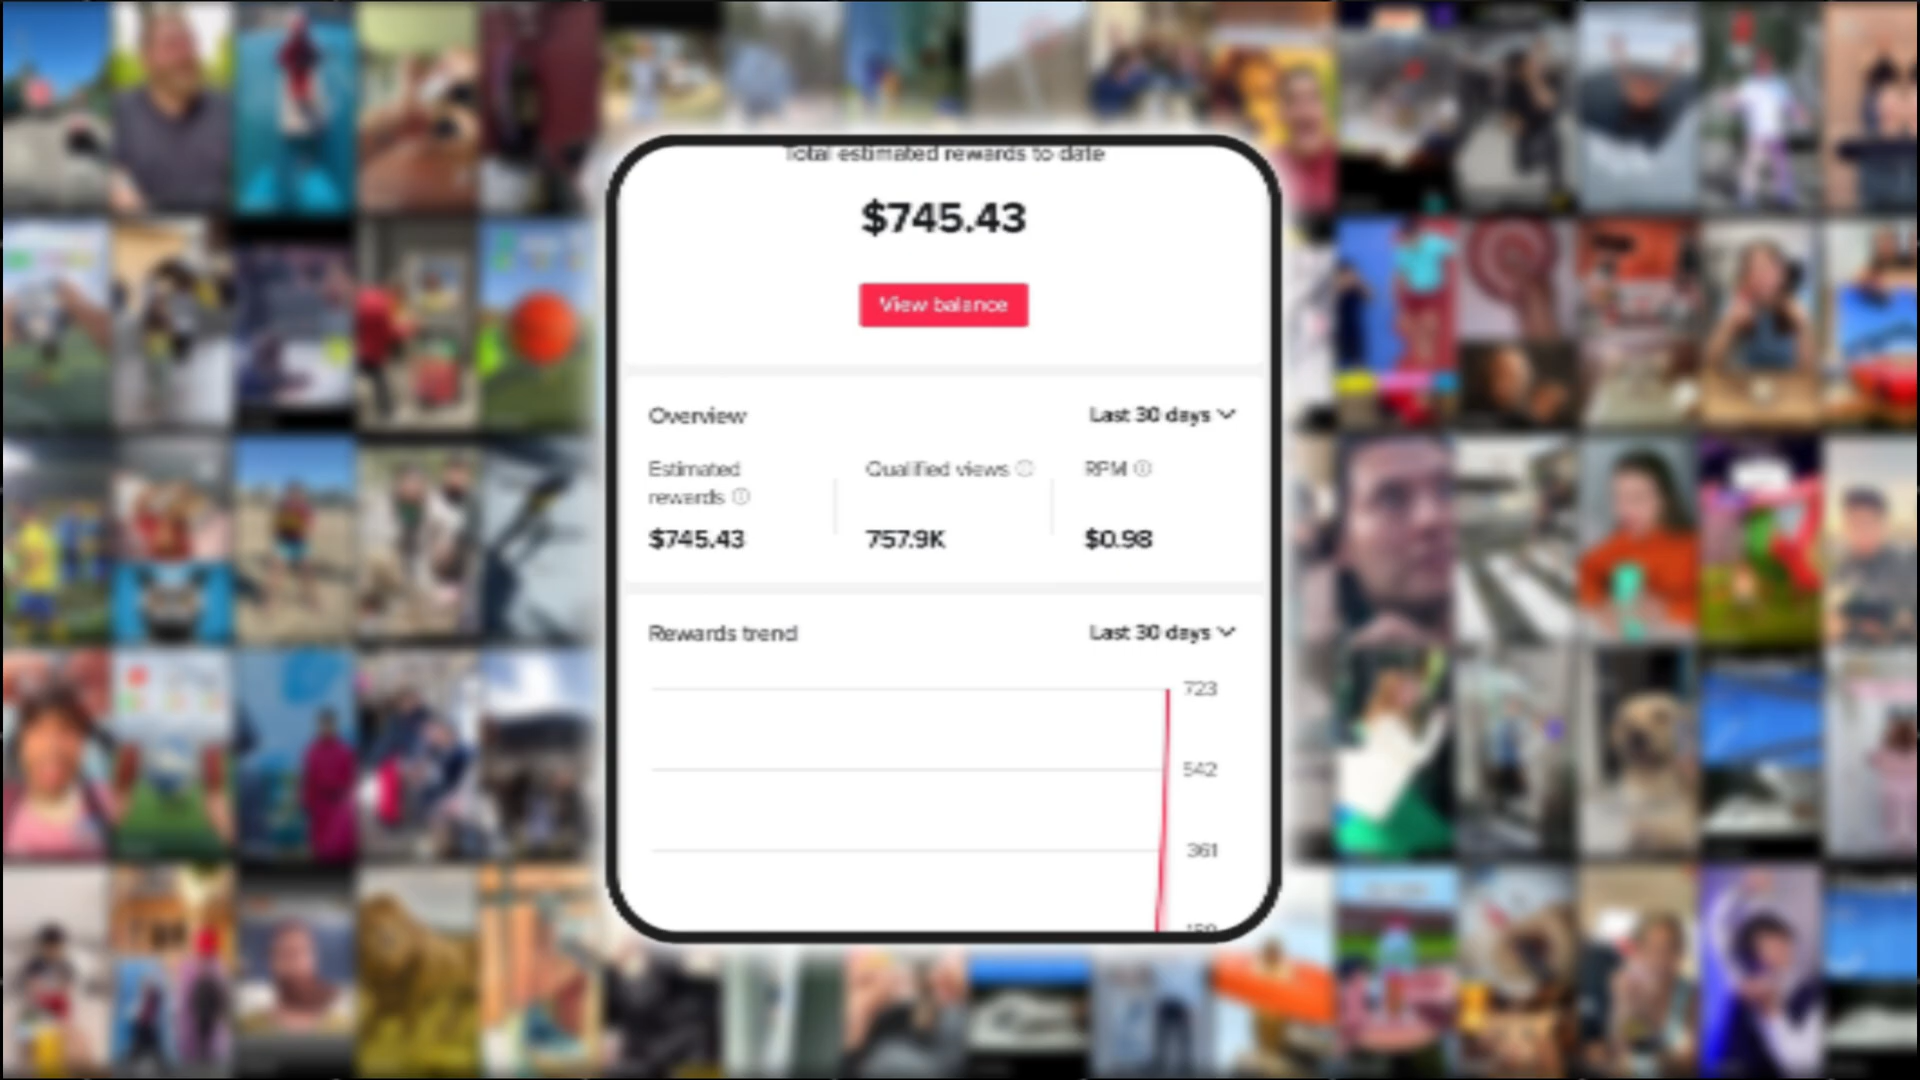 Total estimated rewards to date
$745.43
View balance
Overview
Last 30 days
Estimated rewards
Qualified views
RPM
$745.43
757.9K
$0.98
Rewards trend
Last 30 days
723
542
361